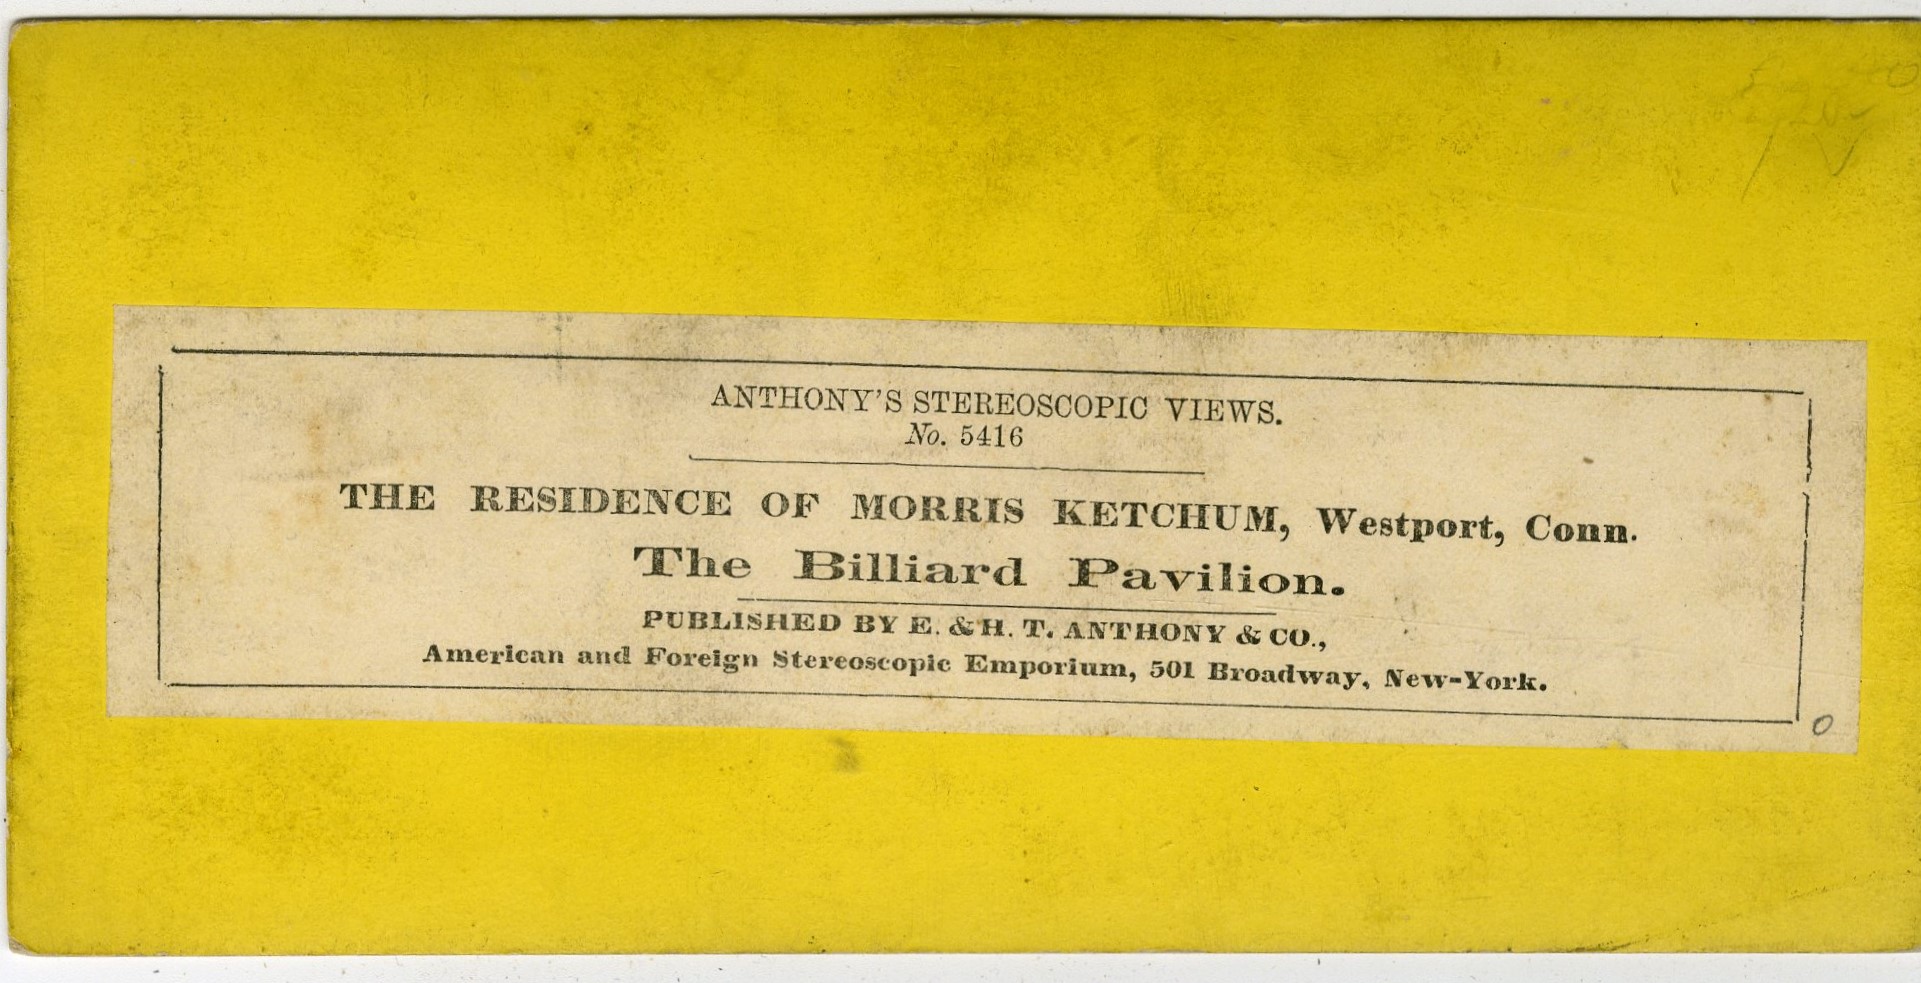 ANTHONY'S STEREOSCOPIC VIEWS.
No. 5416
THE RESIDENCE OF MORRIS KETCHUM, Westport, Conn.
The Billiard Pavilion.
PUBLISHED BY E. & H. T. ANTHONY & CO.,
American and Foreign Stereoscopic Emporium, 501 Broadway, New-York.